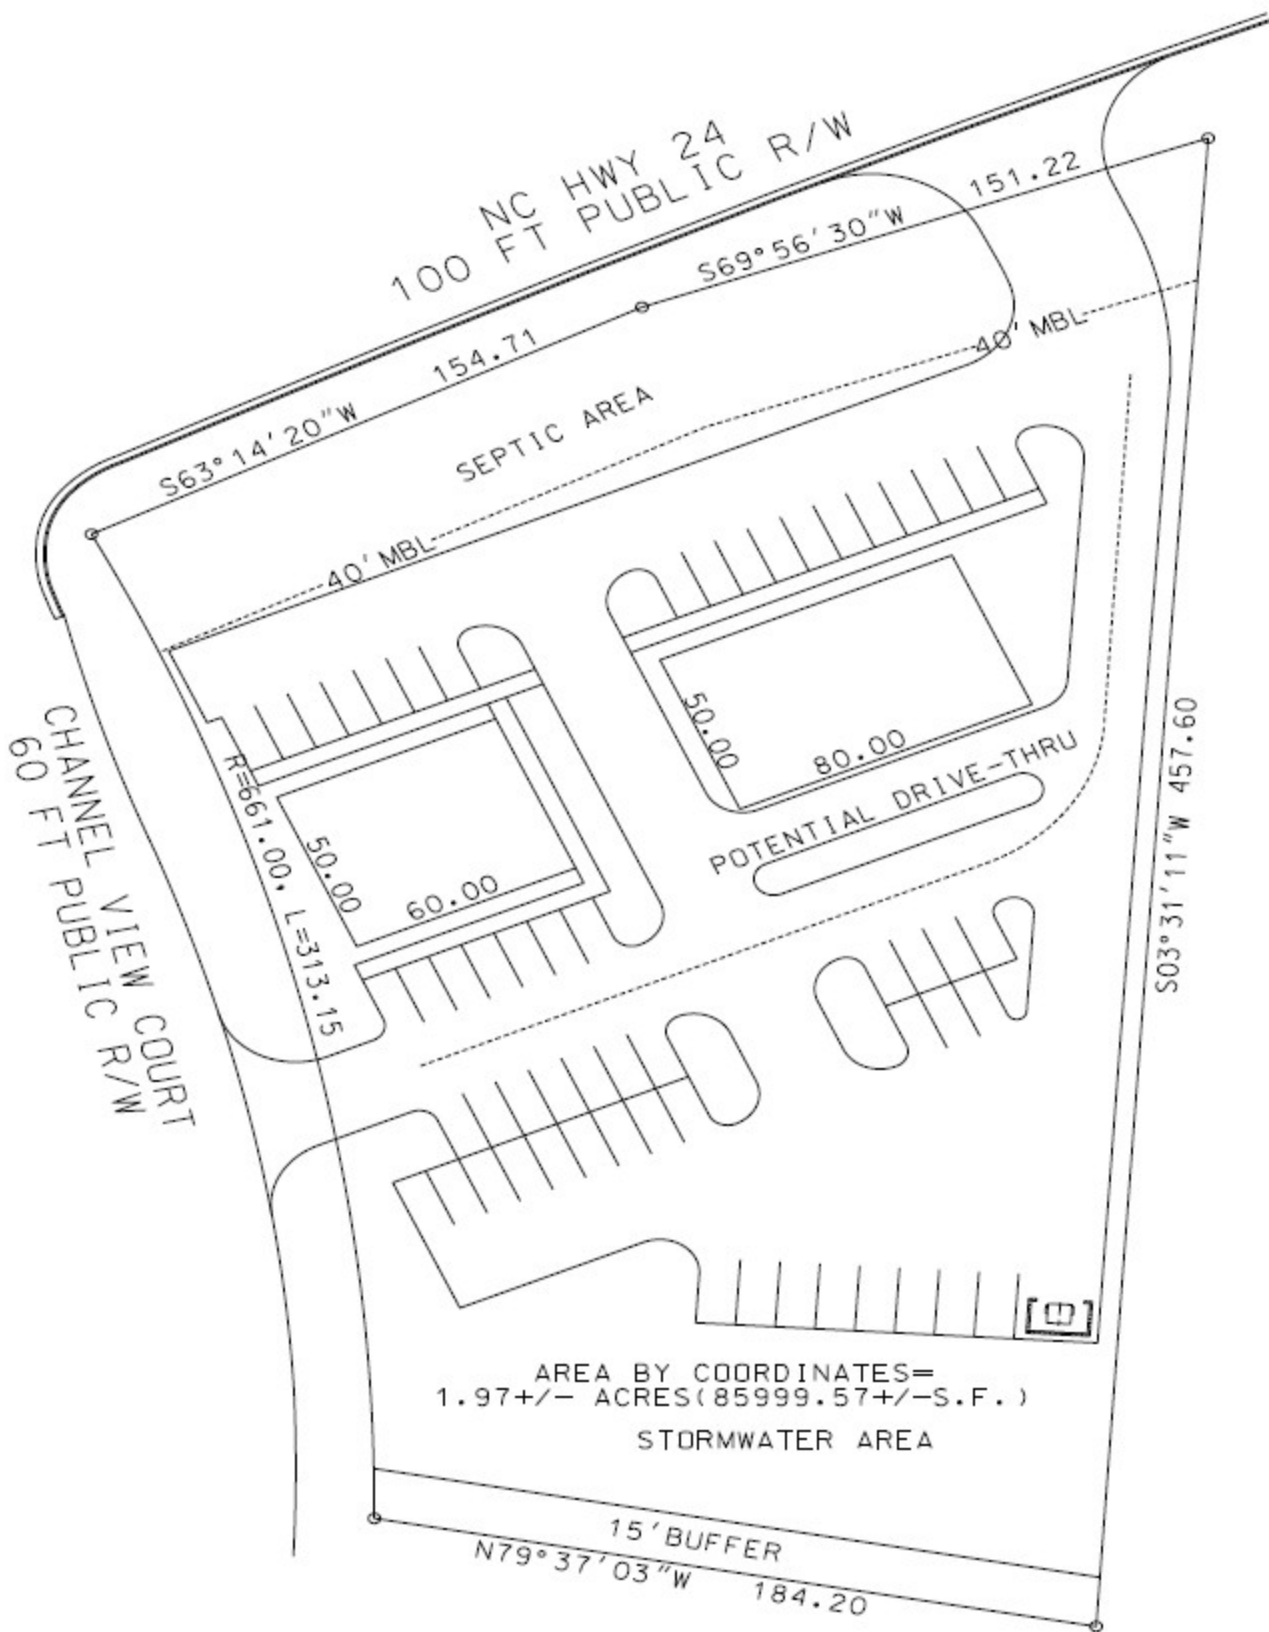 NC HWY 24
100 FT PUBLIC R/W
151.22
S69°56'30"W
154.71
S63°14'20"W
40' MBL
SEPTIC AREA
40' MBL
CHANNEL VIEW COURT
60 FT PUBLIC R/W
R=661.00, L=313.15
50.00
60.00
50.00
80.00
POTENTIAL DRIVE-THRU
S03°31'11"W 457.60
AREA BY COORDINATES=
1.97+/- ACRES(85999.57+/-S.F.)
STORMWATER AREA
15'BUFFER
N79°37'03"W 184.20